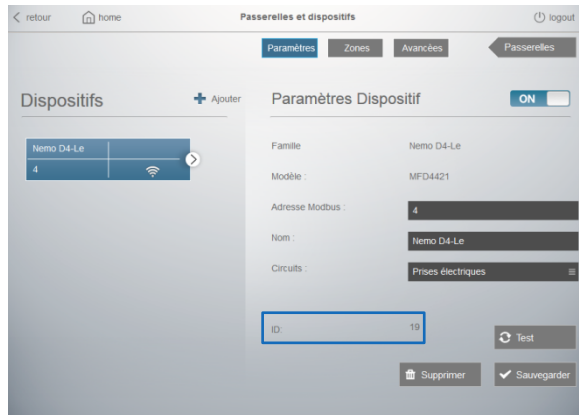 retour
home
Passerelles et dispositifs
logout
Paramètres
Zones
Avancées
Passerelles
Dispositifs
Ajouter
Paramètres Dispositif
ON
Nemo D4-Le
4
Famille
Nemo D4-Le
Modèle :
MFD4421
Adresse Modbus :
4
Nom :
Nemo D4-Le
Circuits :
Prises électriques
ID:
19
Test
Supprimer
Sauvegarder